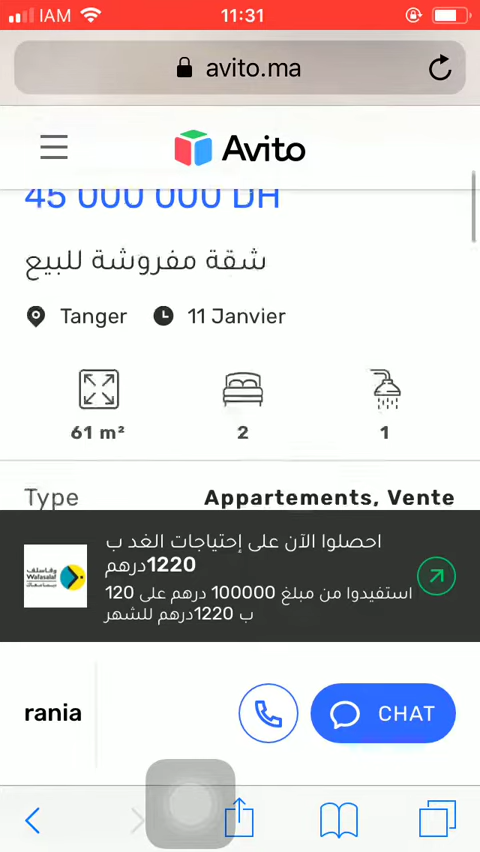 IAM 11:31
avito.ma
Avito
45 000 000 DH
شقة مفروشة للبيع
Tanger 11 Janvier
61 m² 2 1
Type Appartements, Vente
احصلوا الآن على إحتياجات الغد ب
1220درهم
استفيدوا من مبلغ 100000 درهم على 120
ب 1220درهم للشهر
وفاسلف
Wafasalaf
rania CHAT